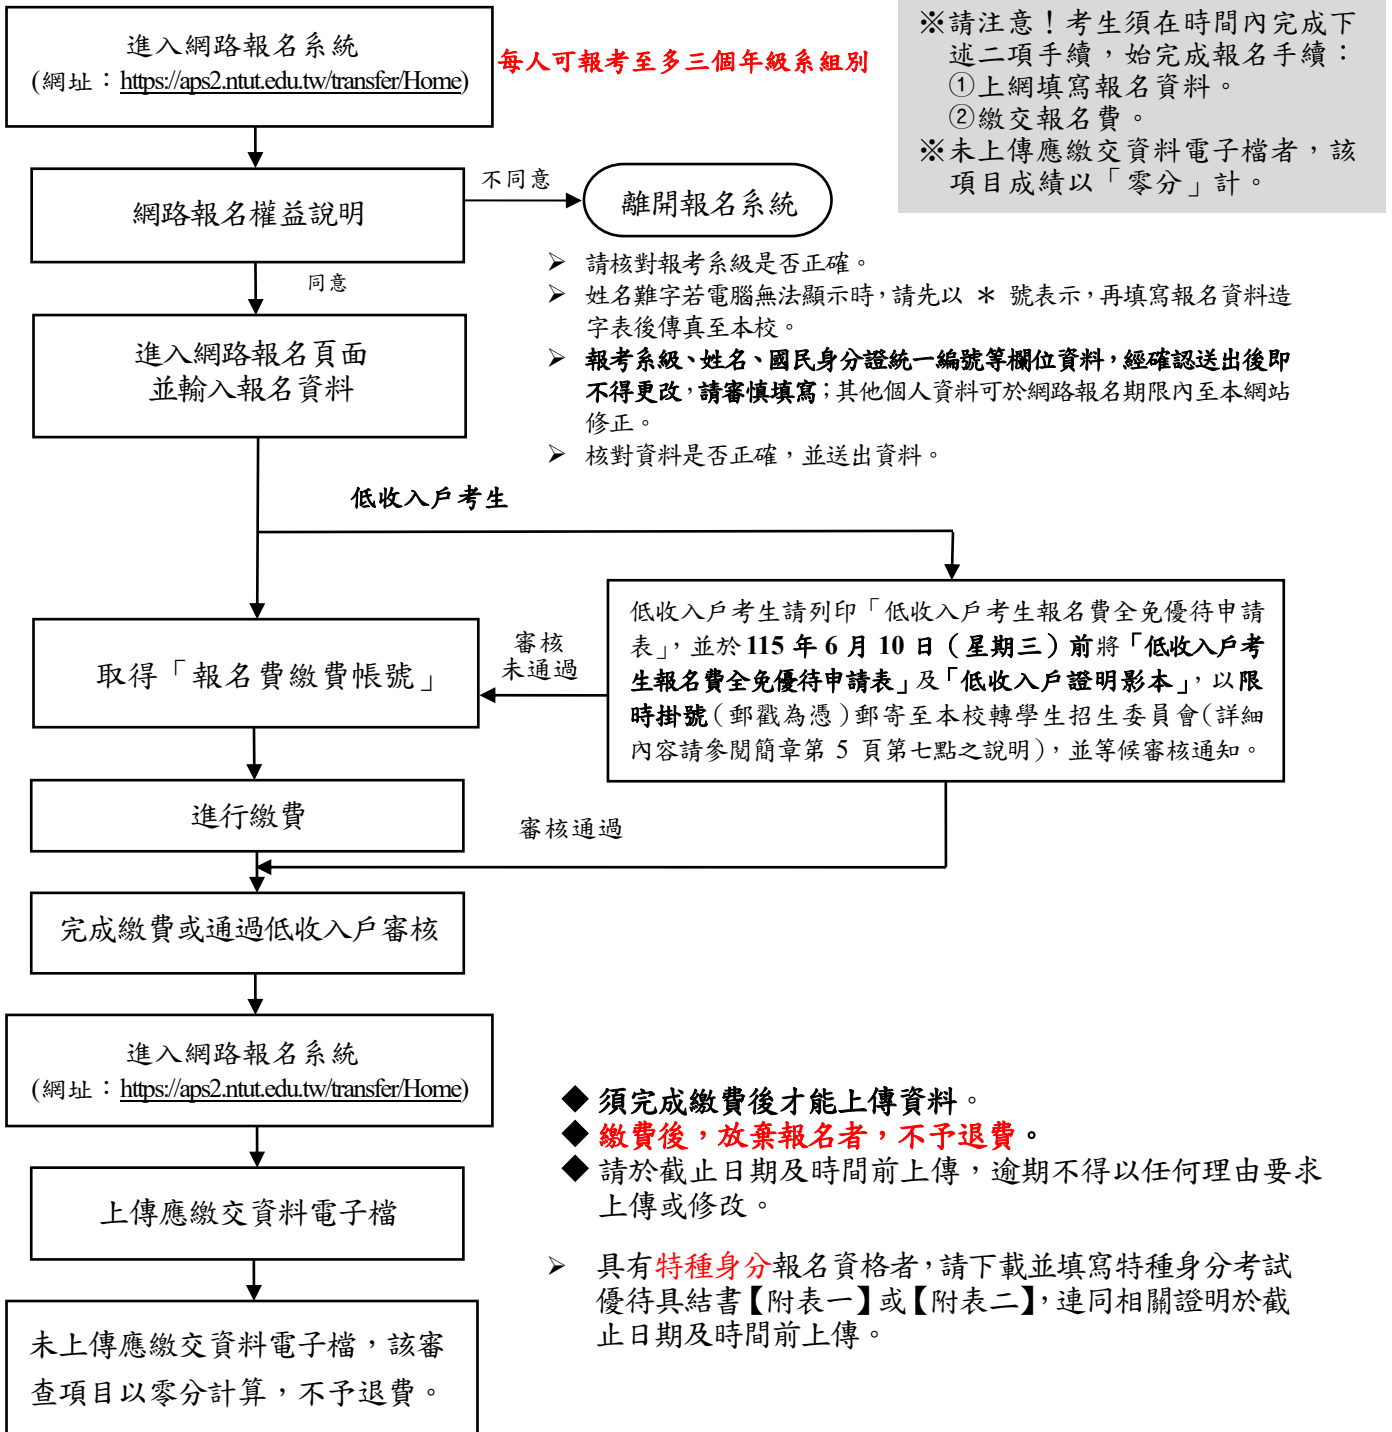 進入網路報名系統
(網址：https://aps2.ntut.edu.tw/transfer/Home)
每人可報考至多三個年級系組別
※請注意！考生須在時間內完成下
述二項手續，始完成報名手續：
①上網填寫報名資料。
②繳交報名費。
※未上傳應繳交資料電子檔者，該
項目成績以「零分」計。
網路報名權益說明
不同意
離開報名系統
同意
進入網路報名頁面
並輸入報名資料
➢ 請核對報考系級是否正確。
➢ 姓名難字若電腦無法顯示時，請先以 ＊ 號表示，再填寫報名資料造
字表後傳真至本校。
➢ 報考系級、姓名、國民身分證統一編號等欄位資料，經確認送出後即
不得更改，請審慎填寫；其他個人資料可於網路報名期限內至本網站
修正。
➢ 核對資料是否正確，並送出資料。
低收入戶考生
取得「報名費繳費帳號」
審核
未通過
低收入戶考生請列印「低收入戶考生報名費全免優待申請
表」，並於 115 年 6 月 10 日（星期三）前將「低收入戶考
生報名費全免優待申請表」及「低收入戶證明影本」，以限
時掛號（郵戳為憑）郵寄至本校轉學生招生委員會（詳細
內容請參閱簡章第 5 頁第七點之說明），並等候審核通知。
進行繳費
審核通過
完成繳費或通過低收入戶審核
進入網路報名系統
(網址：https://aps2.ntut.edu.tw/transfer/Home)
◆ 須完成繳費後才能上傳資料。
◆ 繳費後，放棄報名者，不予退費。
◆ 請於截止日期及時間前上傳，逾期不得以任何理由要求
上傳或修改。
上傳應繳交資料電子檔
➢ 具有特種身分報名資格者，請下載並填寫特種身分考試
優待具結書【附表一】或【附表二】，連同相關證明於截
止日期及時間前上傳。
未上傳應繳交資料電子檔，該審
查項目以零分計算，不予退費。